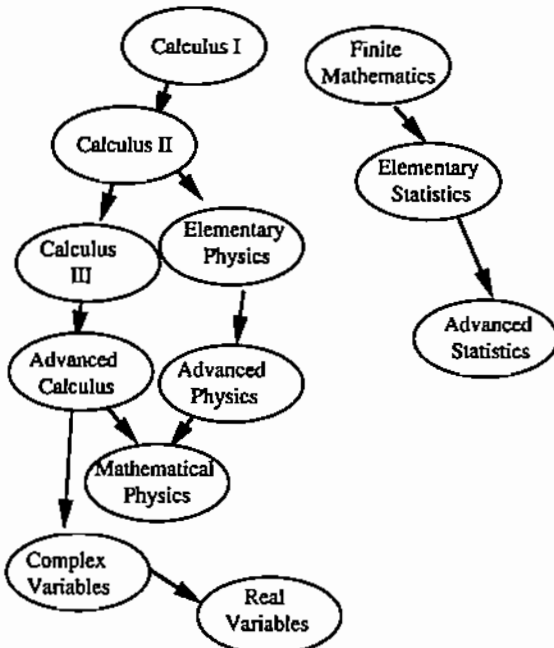 Calculus I
Finite
Mathematics
Calculus II
Elementary
Statistics
Calculus
III
Elementary
Physics
Advanced
Statistics
Advanced
Calculus
Advanced
Physics
Mathematical
Physics
Complex
Variables
Real
Variables